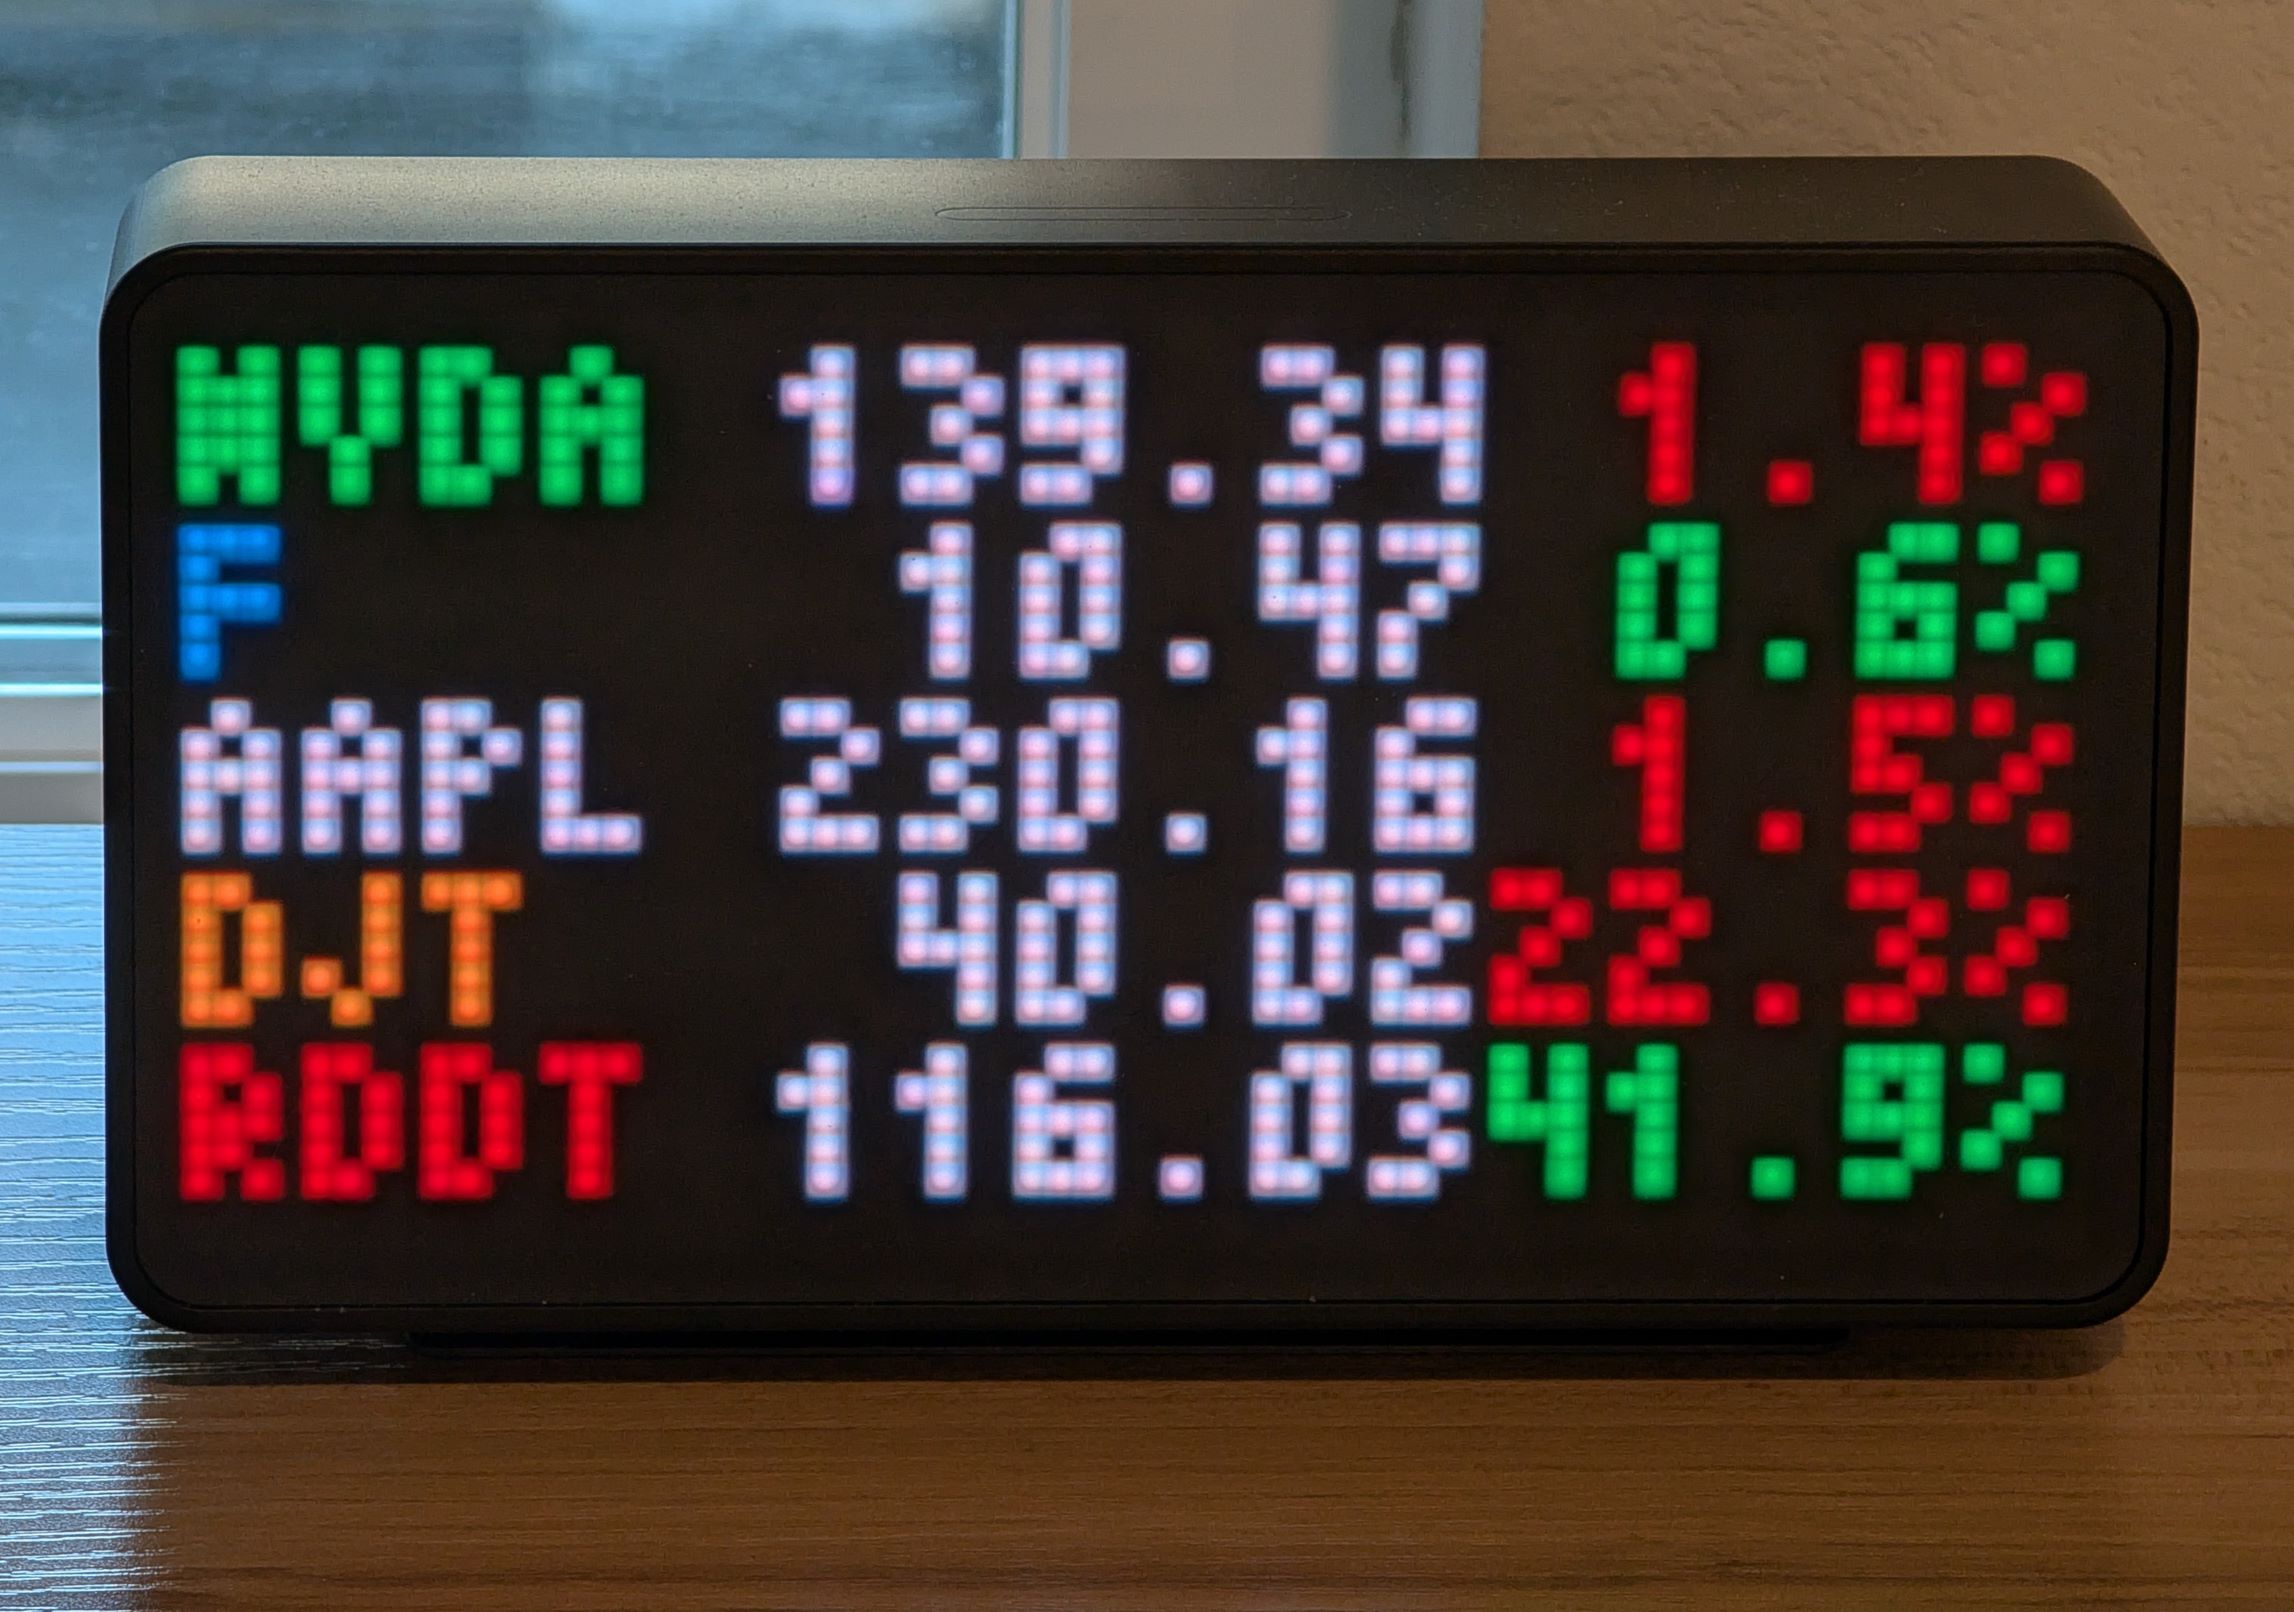 NVDA 139.34 1.4%
F 10.47 0.6%
AAPL 230.16 1.5%
DJT 40.02 22.3%
RDDT 116.03 41.9%